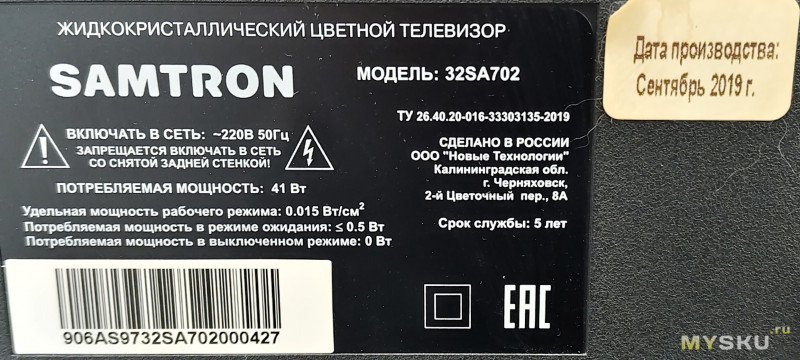 ЖИДКОКРИСТАЛЛИЧЕСКИЙ ЦВЕТНОЙ ТЕЛЕВИЗОР
SAMTRON
МОДЕЛЬ: 32SA702
ТУ 26.40.20-016-33303135-2019
ВКЛЮЧАТЬ В СЕТЬ: ~220В 50Гц
ЗАПРЕЩАЕТСЯ ВКЛЮЧАТЬ В СЕТЬ
СО СНЯТОЙ ЗАДНЕЙ СТЕНКОЙ!
ПОТРЕБЛЯЕМАЯ МОЩНОСТЬ: 41 Вт
Удельная мощность рабочего режима: 0.015 Вт/см²
Потребляемая мощность в режиме ожидания: ≤ 0.5 Вт
Потребляемая мощность в выключенном режиме: 0 Вт
СДЕЛАНО В РОССИИ
ООО "Новые Технологии"
Калининградская обл.
г. Черняховск,
2-й Цветочный пер., 8А
Срок службы: 5 лет
906AS9732SA702000427
EAC
Дата производства:
Сентябрь 2019 г.
MYSKU.ru